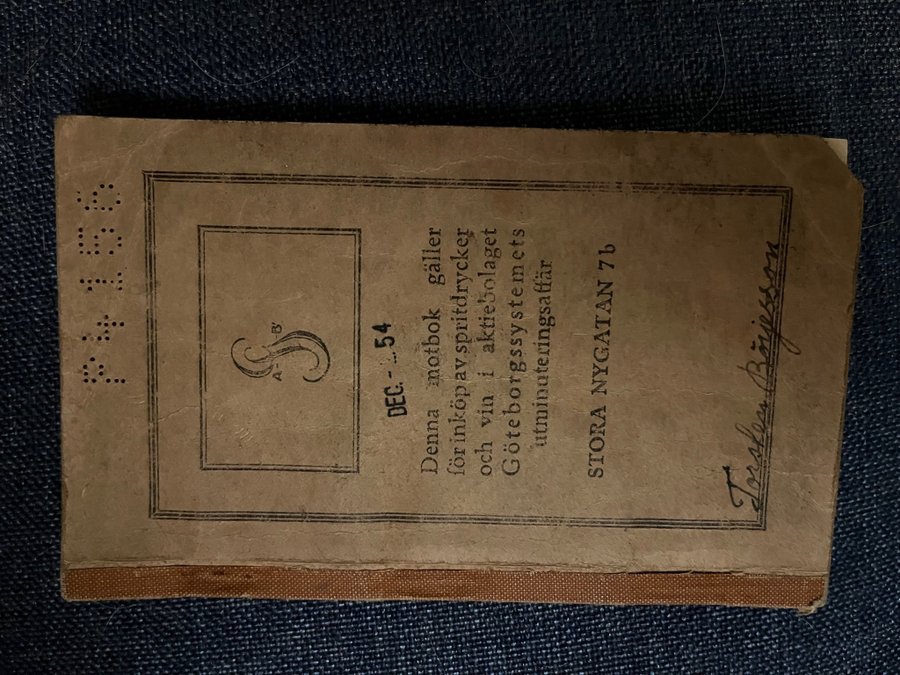 P4156
A B
DEC. - 54
Denna motbok gäller
för inköp av spritdrycker
och vin i aktiebolaget
Göteborgssystemets
utminuteringsaffär
STORA NYGATAN 7b
Torsten Börjesson